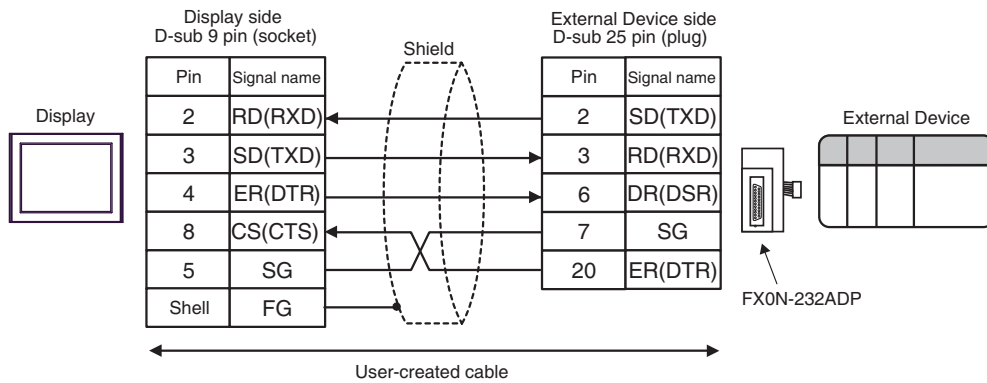 Display side
D-sub 9 pin (socket)
External Device side
D-sub 25 pin (plug)
Shield
Pin Signal name
2 RD(RXD)
3 SD(TXD)
4 ER(DTR)
8 CS(CTS)
5 SG
Shell FG
Pin Signal name
2 SD(TXD)
3 RD(RXD)
6 DR(DSR)
7 SG
20 ER(DTR)
Display
External Device
FX0N-232ADP
User-created cable